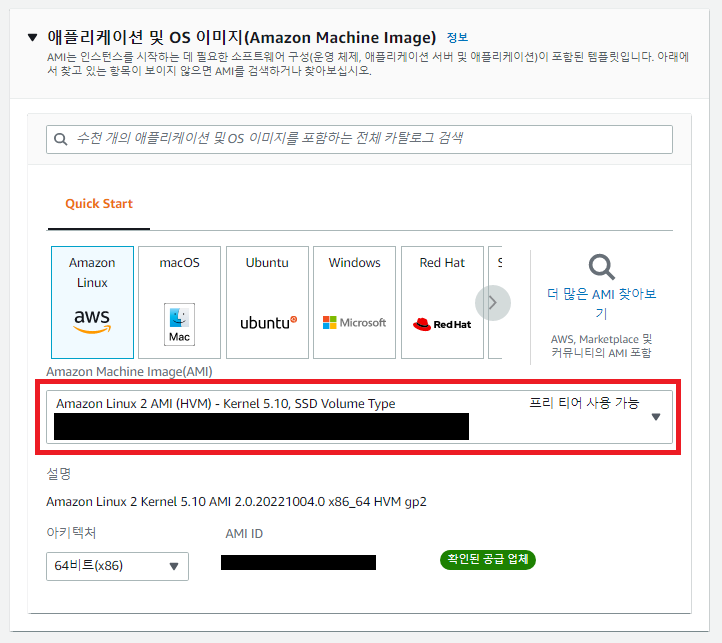 ▼ 애플리케이션 및 OS 이미지(Amazon Machine Image) 정보
AMI는 인스턴스를 시작하는 데 필요한 소프트웨어 구성(운영 체제, 애플리케이션 서버 및 애플리케이션)이 포함된 템플릿입니다. 아래에
서 찾고 있는 항목이 보이지 않으면 AMI를 검색하거나 찾아보십시오.
수천 개의 애플리케이션 및 OS 이미지를 포함하는 전체 카탈로그 검색
Quick Start
Amazon
Linux
aws
macOS
Mac
Ubuntu
ubuntu
Windows
Microsoft
Red Hat
Red Hat
S
더 많은 AMI 찾아보
기
AWS, Marketplace 및
커뮤니티의 AMI 포함
Amazon Machine Image(AMI)
Amazon Linux 2 AMI (HVM) - Kernel 5.10, SSD Volume Type
프리 티어 사용 가능
설명
Amazon Linux 2 Kernel 5.10 AMI 2.0.20221004.0 x86_64 HVM gp2
아키텍처
AMI ID
64비트(x86)
확인된 공급 업체